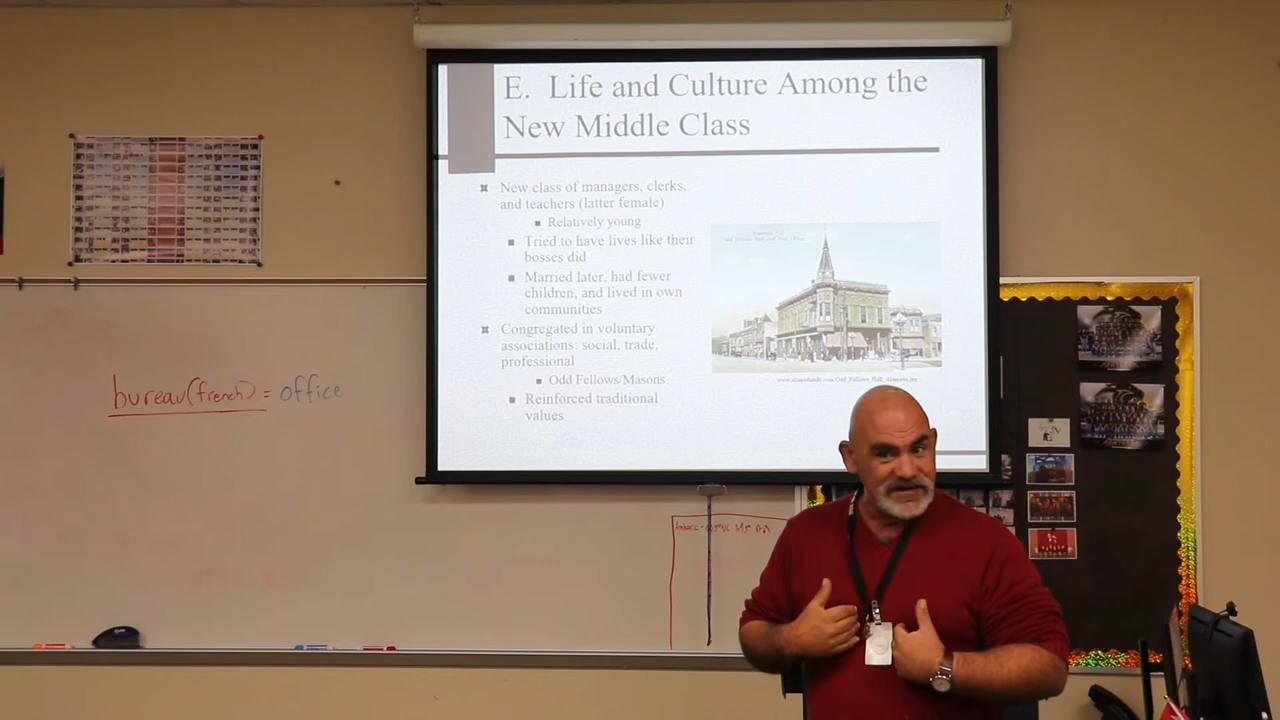 E. Life and Culture Among the
New Middle Class
New class of managers, clerks,
and teachers (latter female)
Relatively young
Tried to have lives like their
bosses did
Married later, had fewer
children, and lived in own
communities
Congregated in voluntary
associations: social, trade,
professional
Odd Fellows/Masons
Reinforced traditional
values
bureau(french) = office